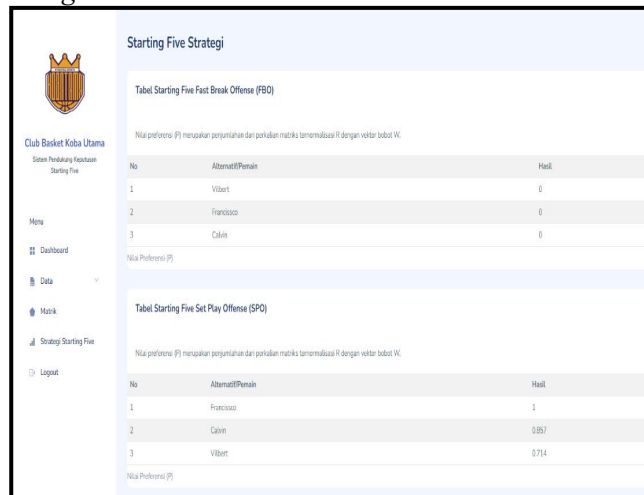 Starting Five Strategi
Tabel Starting Five Fast Break Offense (FBO)
Nilai preferensi (P) merupakan penjumlahan dari perkalian matriks ternormalisasi R dengan vektor bobot W.
No Alternatif/Pemain Hasil
1 Vilbert 0
2 Francissco 0
3 Calvin 0
Nilai Preferensi (P)
Tabel Starting Five Set Play Offense (SPO)
Nilai preferensi (P) merupakan penjumlahan dari perkalian matriks ternormalisasi R dengan vektor bobot W.
No Alternatif/Pemain Hasil
1 Francissco 1
2 Calvin 0.857
3 Vilbert 0.714
Nilai Preferensi (P)
Club Basket Koba Utama
Sistem Pendukung Keputusan
Starting Five
Menu
Dashboard
Data
Matrik
Strategi Starting Five
Logout